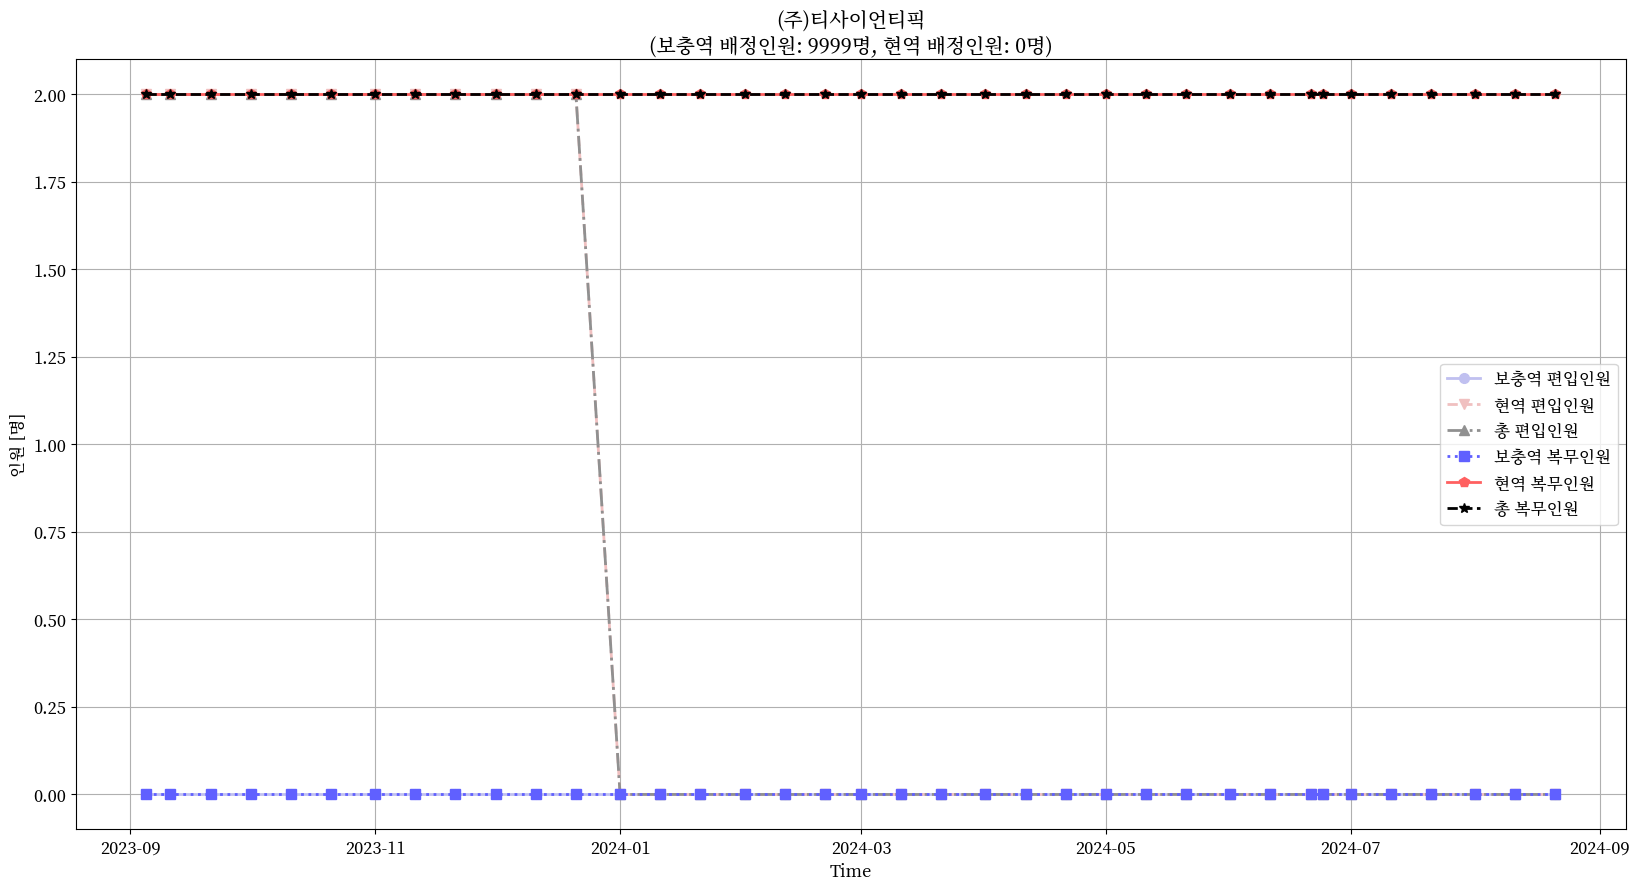 (주)티사이언티픽
(보충역 배정인원: 9999명, 현역 배정인원: 0명)
2.00
1.75
1.50
1.25
1.00
0.75
0.50
0.25
0.00
인원 [명]
보충역 편입인원
현역 편입인원
총 편입인원
보충역 복무인원
현역 복무인원
총 복무인원
2023-09
2023-11
2024-01
2024-03
2024-05
2024-07
2024-09
Time